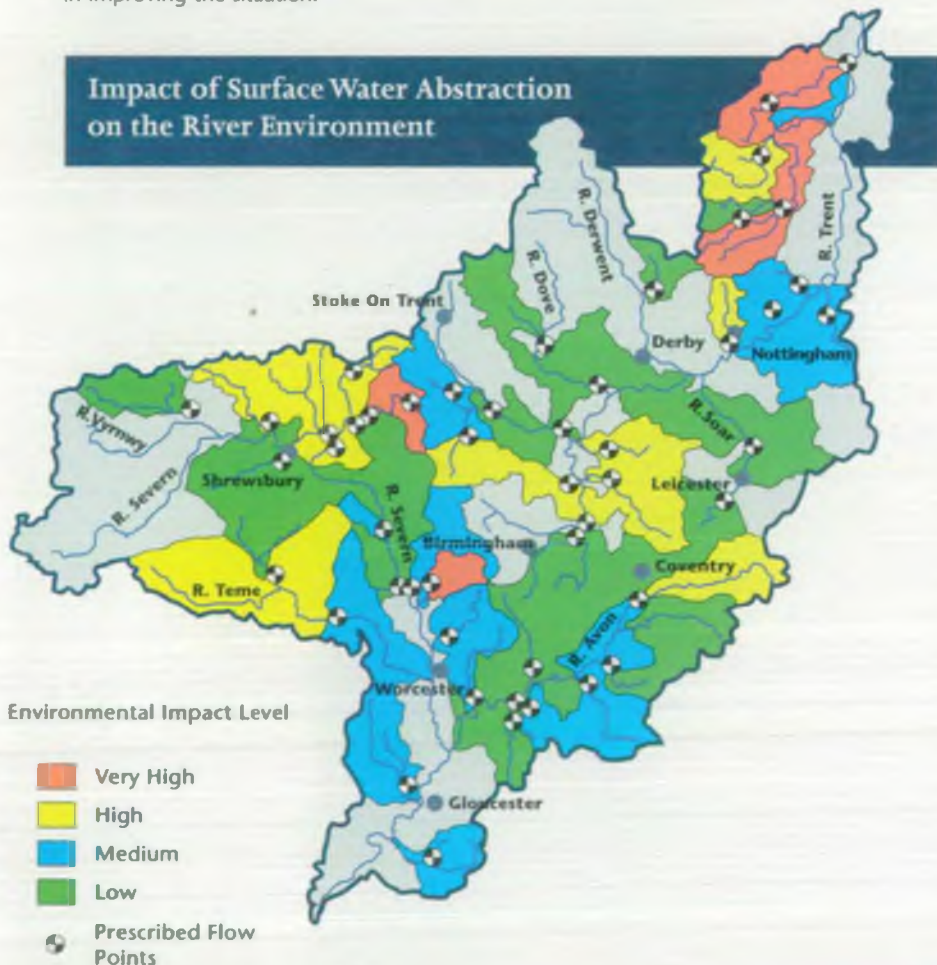 in improving the situation.
Impact of Surface Water Abstraction
on the River Environment
R. Derwent
R. Dove
R. Trent
Stoke On Trent
Derby
Nottingham
R. Vyrnwy
R. Soar
R. Severn
Shrewsbury
Leicester
R. Severn
Birmingham
Coventry
R. Teme
R. Avon
Worcester
Gloucester
Environmental Impact Level
Very High
High
Medium
Low
Prescribed Flow
Points